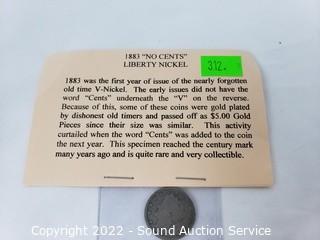 1883 "NO CENTS"
LIBERTY NICKEL
312.
1883 was the first year of issue of the nearly forgotten
old time V-Nickel. The early issues did not have the
word "Cents" underneath the "V" on the reverse.
Because of this, some of these coins were gold plated
by dishonest old timers and passed off as $5.00 Gold
Pieces since their size was similar. This activity
curtailed when the word "Cents" was added to the coin
the next year. This specimen reached the century mark
many years ago and is quite rare and very collectible.
Copyright 2022 - Sound Auction Service